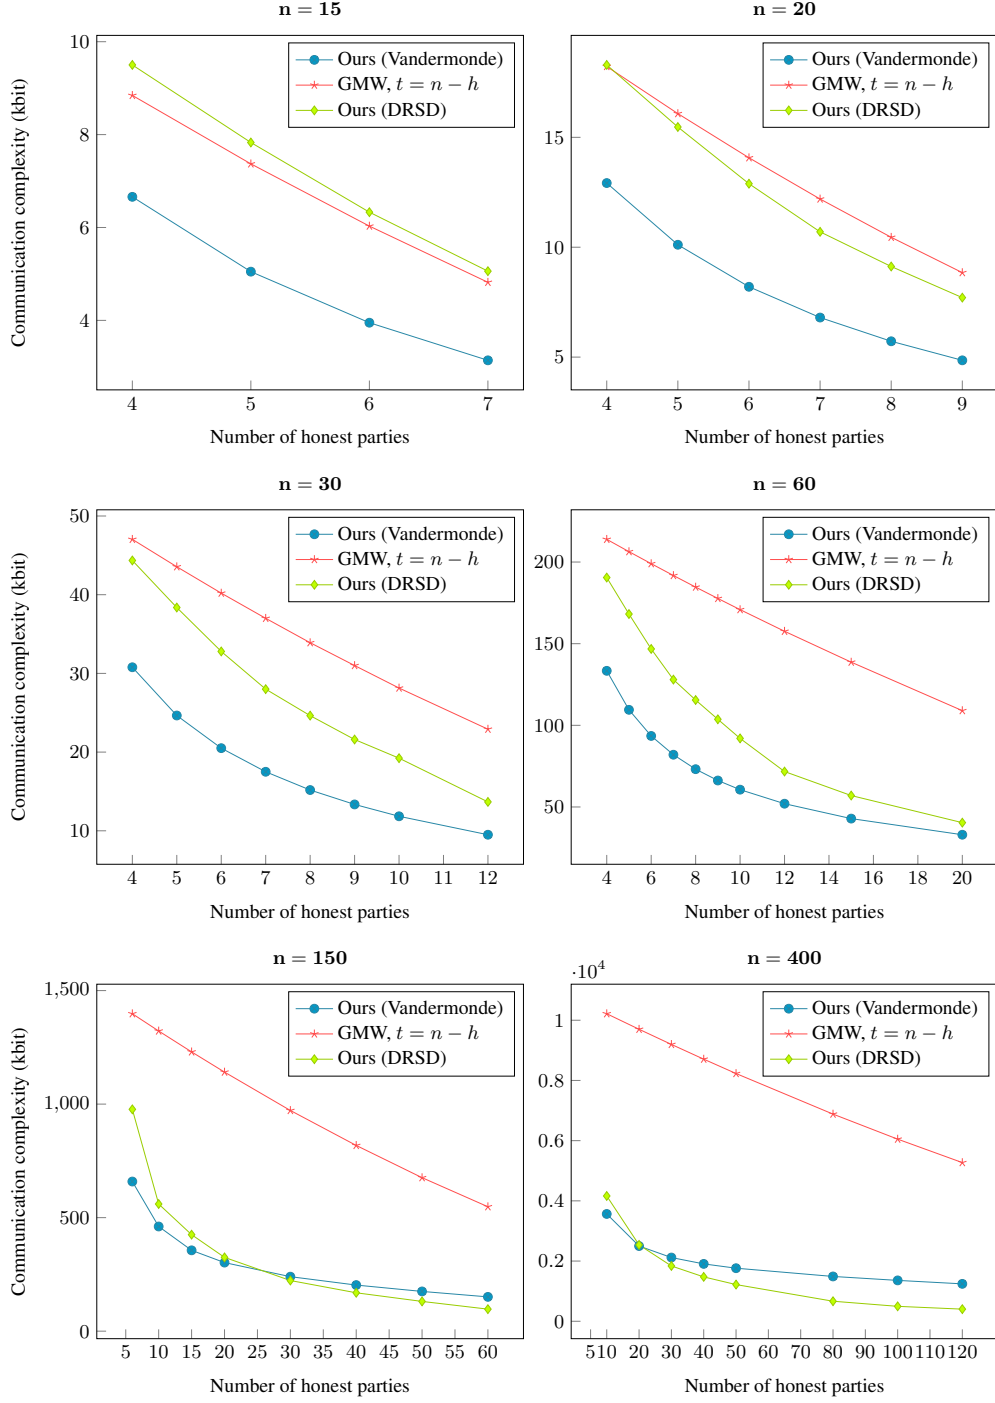 n = 15
Communication complexity (kbit)
10
8
6
4
Ours (Vandermonde)
GMW, t = n − h
Ours (DRSD)
4 5 6 7
Number of honest parties
n = 20
15
10
5
Ours (Vandermonde)
GMW, t = n − h
Ours (DRSD)
4 5 6 7 8 9
Number of honest parties
n = 30
Communication complexity (kbit)
50
40
30
20
10
Ours (Vandermonde)
GMW, t = n − h
Ours (DRSD)
4 5 6 7 8 9 10 11 12
Number of honest parties
n = 60
200
150
100
50
Ours (Vandermonde)
GMW, t = n − h
Ours (DRSD)
4 6 8 10 12 14 16 18 20
Number of honest parties
n = 150
Communication complexity (kbit)
1,500
1,000
500
0
Ours (Vandermonde)
GMW, t = n − h
Ours (DRSD)
5 10 15 20 25 30 35 40 45 50 55 60
Number of honest parties
n = 400
·10⁴
1
0.8
0.6
0.4
0.2
0
Ours (Vandermonde)
GMW, t = n − h
Ours (DRSD)
5 10 20 30 40 50 60 70 80 90 100 110 120
Number of honest parties